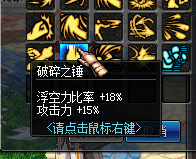 破碎之锤
浮空力比率 +18%
攻击力 +15%
<请点击鼠标右键>